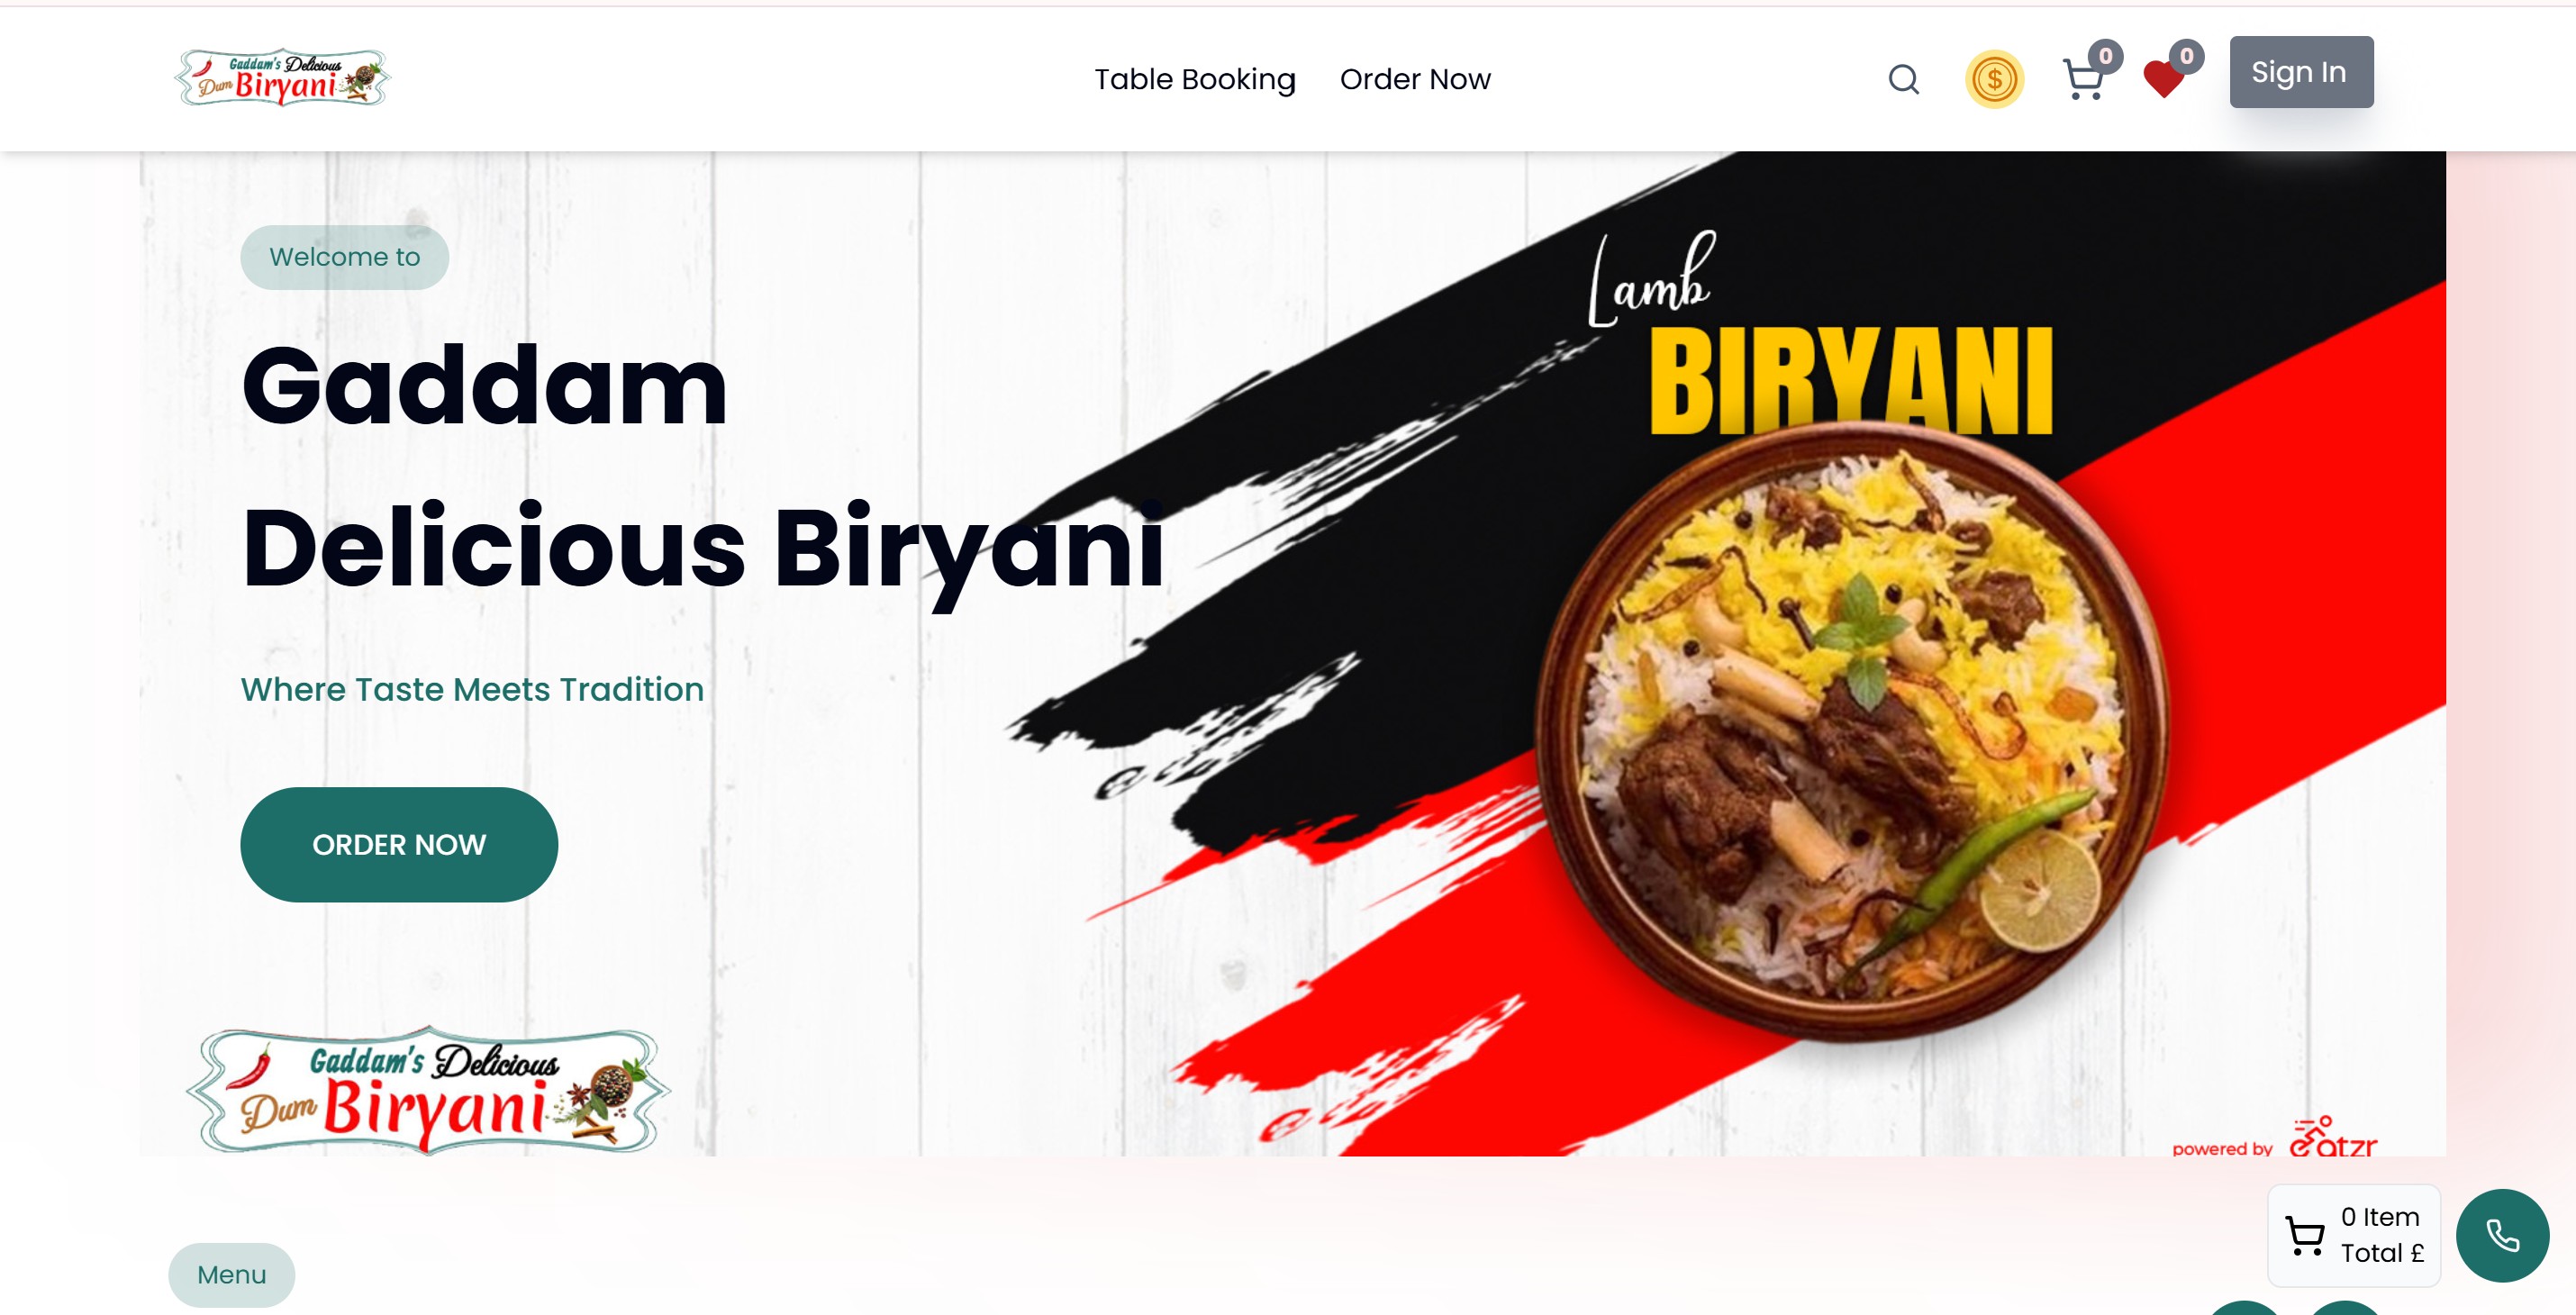 Gaddam's Delicious
Dum Biryani
Table Booking
Order Now
$
0
0
Sign In
Welcome to
Gaddam
Delicious Biryani
Where Taste Meets Tradition
ORDER NOW
Lamb
BIRYANI
Gaddam's Delicious
Dum Biryani
powered by eatzr
0 Item
Total £
Menu